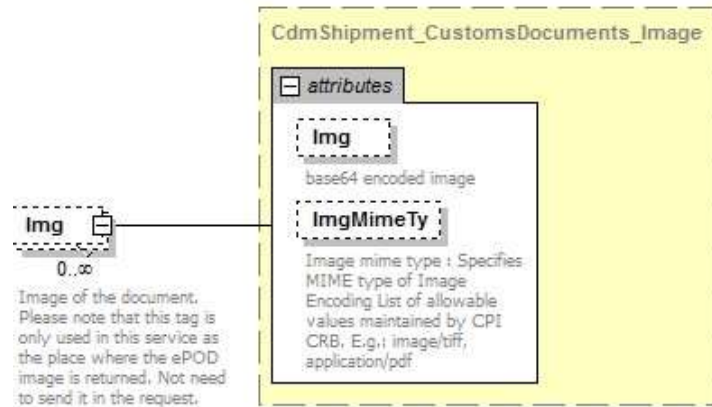 CdmShipment_CustomsDocuments_Image
attributes
Img
base64 encoded image
ImgMimeTy
Image mime type : Specifies
MIME type of Image
Encoding List of allowable
values maintained by CPI
CRB. E.g.: image/tiff,
application/pdf
Img
0..∞
Image of the document.
Please note that this tag is
only used in this service as
the place where the ePOD
image is returned. Not need
to send it in the request.